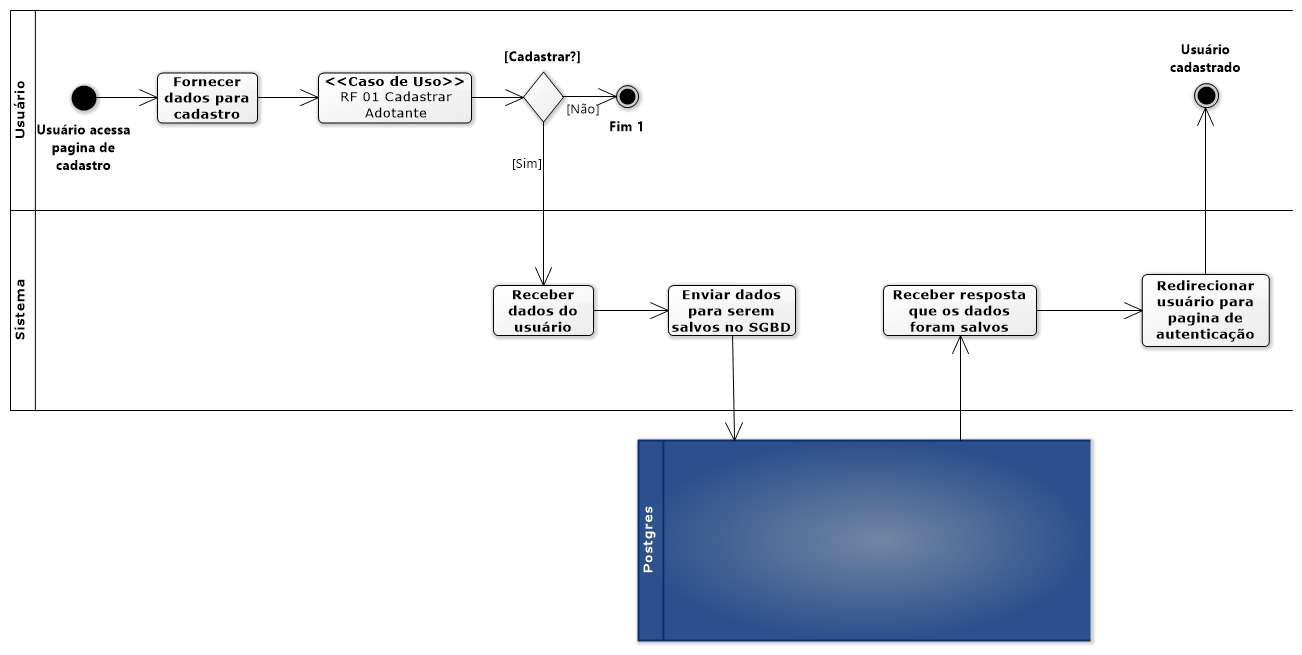 Usuário
Usuário acessa
pagina de
cadastro
Fornecer
dados para
cadastro
<<Caso de Uso>>
RF 01 Cadastrar
Adotante
[Cadastrar?]
[Não]
Fim 1
[Sim]
Usuário
cadastrado
Sistema
Receber
dados do
usuário
Enviar dados
para serem
salvos no SGBD
Receber resposta
que os dados
foram salvos
Redirecionar
usuário para
pagina de
autenticação
Postgres